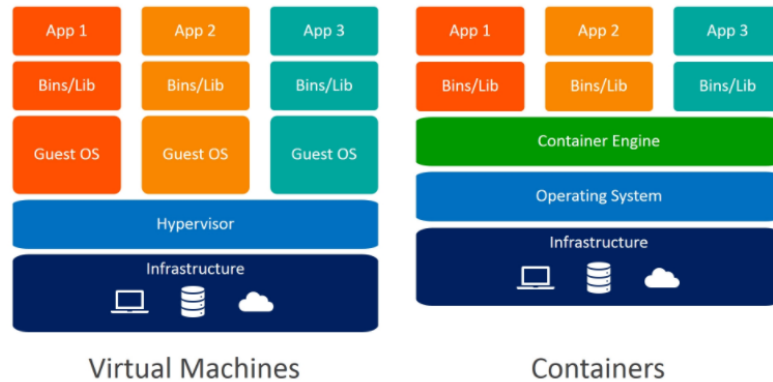 App 1
App 2
App 3
Bins/Lib
Bins/Lib
Bins/Lib
Guest OS
Guest OS
Guest OS
Hypervisor
Infrastructure
Virtual Machines
App 1
App 2
App 3
Bins/Lib
Bins/Lib
Bins/Lib
Container Engine
Operating System
Infrastructure
Containers